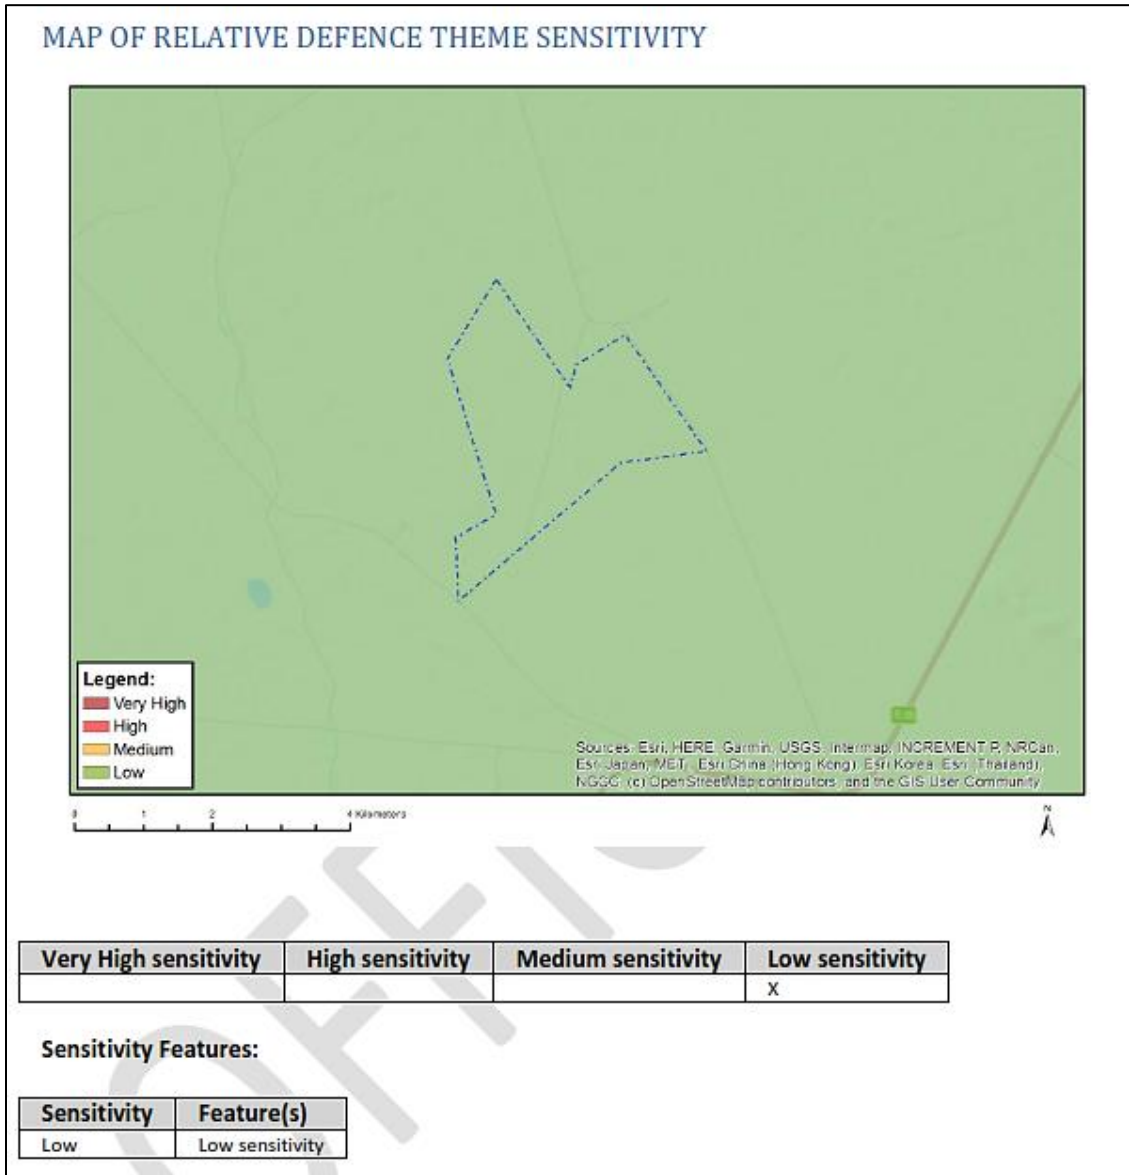 MAP OF RELATIVE DEFENCE THEME SENSITIVITY
Legend:
Very High
High
Medium
Low
Sources: Esri, HERE, Garmin, USGS, Intermap, INCREMENT P, NRCan,
Esri Japan, METI, Esri China (Hong Kong), Esri Korea, Esri (Thailand),
NGCC, (c) OpenStreetMap contributors, and the GIS User Community
0 1 2 4 Kilometers
N
Very High sensitivity High sensitivity Medium sensitivity Low sensitivity
X
Sensitivity Features:
Sensitivity Feature(s)
Low Low sensitivity